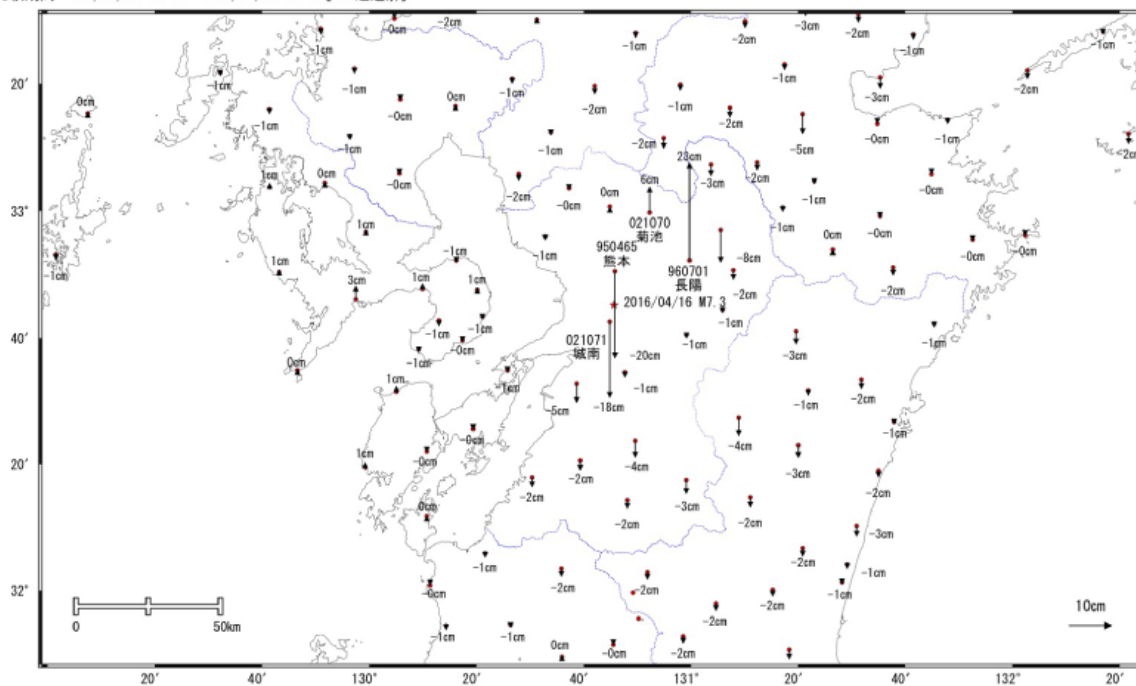 0cm -2cm -3cm -2cm
-1cm -1cm -2cm -1cm -1cm
20' -1cm -1cm -1cm -2cm -1cm -1cm -3cm -2cm
0cm -1cm -0cm 0cm -2cm -5cm -0cm -1cm -2cm
-1cm -1cm -2cm
1cm 0cm -0cm -2cm -0cm 23cm -3cm -2cm -1cm -0cm
6cm 0cm
33°
021070
菊池
950465
熊本
960701
長陽
2016/04/16 M7.3
1cm -1cm -1cm -0cm
-1cm 1cm -1cm 0cm -8cm -2cm -2cm -0cm -0cm
3cm 1cm 1cm
40' -1cm -1cm -0cm -1cm -1cm -1cm -3cm -1cm
021071
城南
-20cm
0cm 1cm -1cm -1cm -1cm -2cm
-5cm -18cm -1cm
-0cm -4cm -4cm -3cm
20' 1cm -0cm -2cm -2cm -2cm
0cm -2cm -3cm -2cm -3cm
-1cm -2cm -1cm
32° -0cm -2cm -2cm -2cm -1cm
-1cm -1cm -2cm
0cm -0cm -2cm
0 50km
10cm
20' 40' 130° 20' 40' 131° 20' 40' 132° 20'